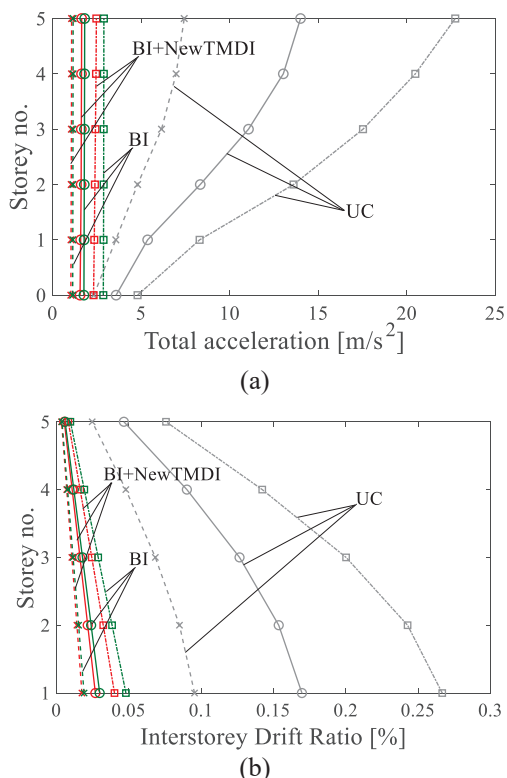 5
4
3
2
1
0
Storey no.
BI+NewTMDI
BI
UC
0 5 10 15 20 25
Total acceleration [m/s²]
(a)
5
4
3
2
1
Storey no.
BI+NewTMDI
UC
BI
0 0.05 0.1 0.15 0.2 0.25 0.3
Interstorey Drift Ratio [%]
(b)